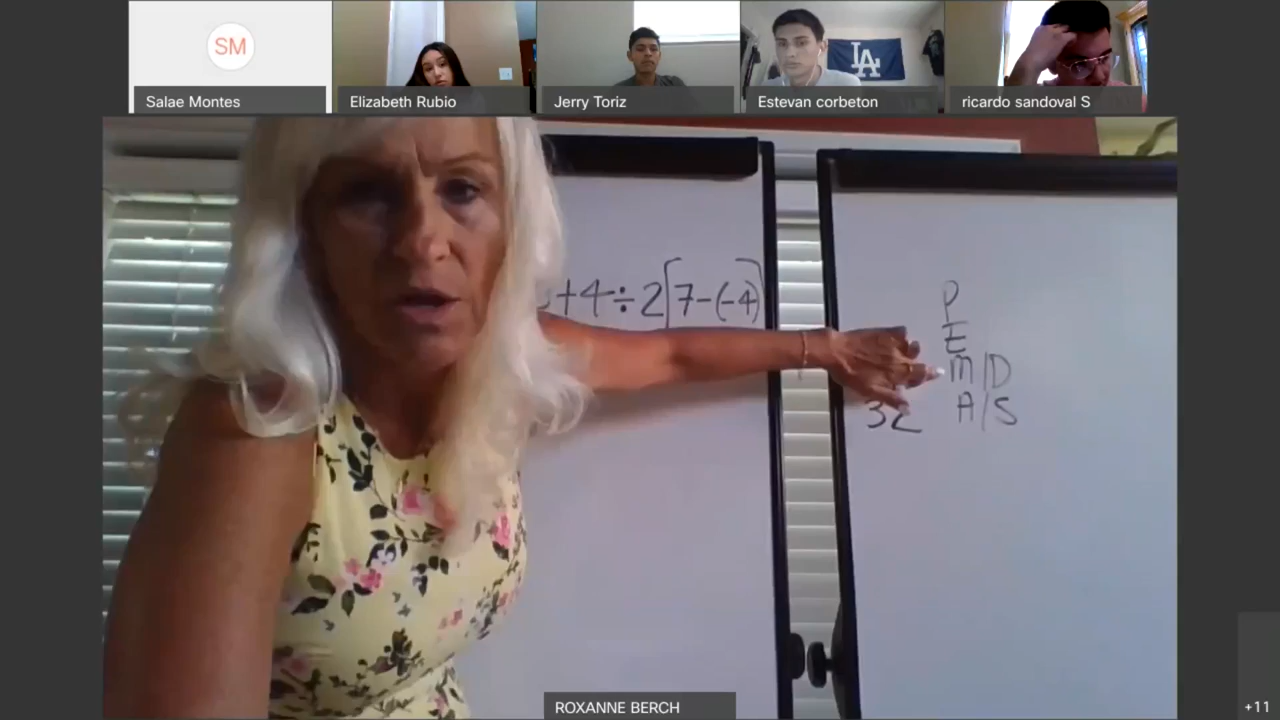 SM
Salae Montes
Elizabeth Rubio
Jerry Toriz
Estevan corbeton
ricardo sandoval S
LA
+4÷2[7-(-4)]
P
E
M/D
32
A/S
ROXANNE BERCH
+11